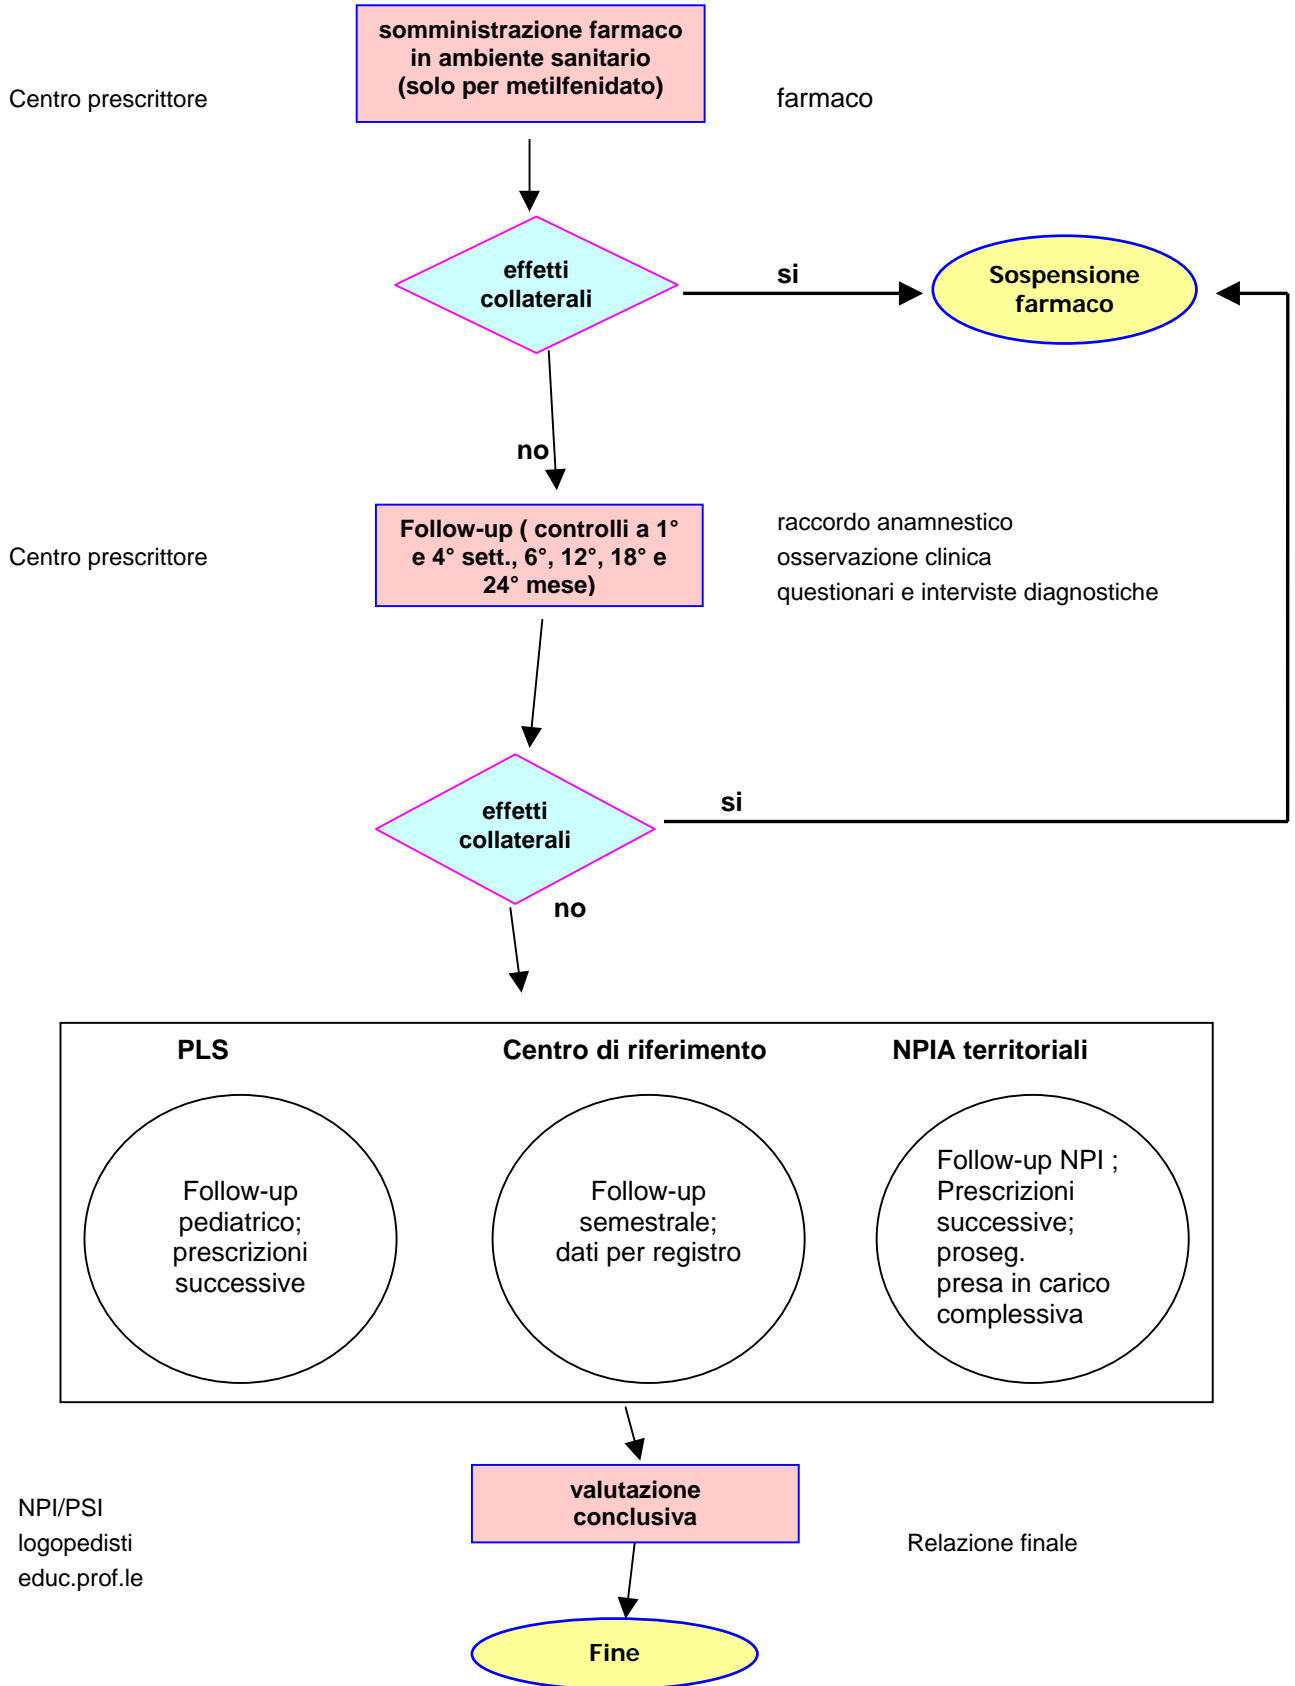 somministrazione farmaco
in ambiente sanitario
(solo per metilfenidato)
Centro prescrittore
farmaco
effetti
collaterali
si
Sospensione
farmaco
no
Centro prescrittore
Follow-up ( controlli a 1°
e 4° sett., 6°, 12°, 18° e
24° mese)
raccordo anamnestico
osservazione clinica
questionari e interviste diagnostiche
effetti
collaterali
si
no
PLS
Centro di riferimento
NPIA territoriali
Follow-up
pediatrico;
prescrizioni
successive
Follow-up
semestrale;
dati per registro
Follow-up NPI ;
Prescrizioni
successive;
proseg.
presa in carico
complessiva
NPI/PSI
logopedisti
educ.prof.le
valutazione
conclusiva
Relazione finale
Fine